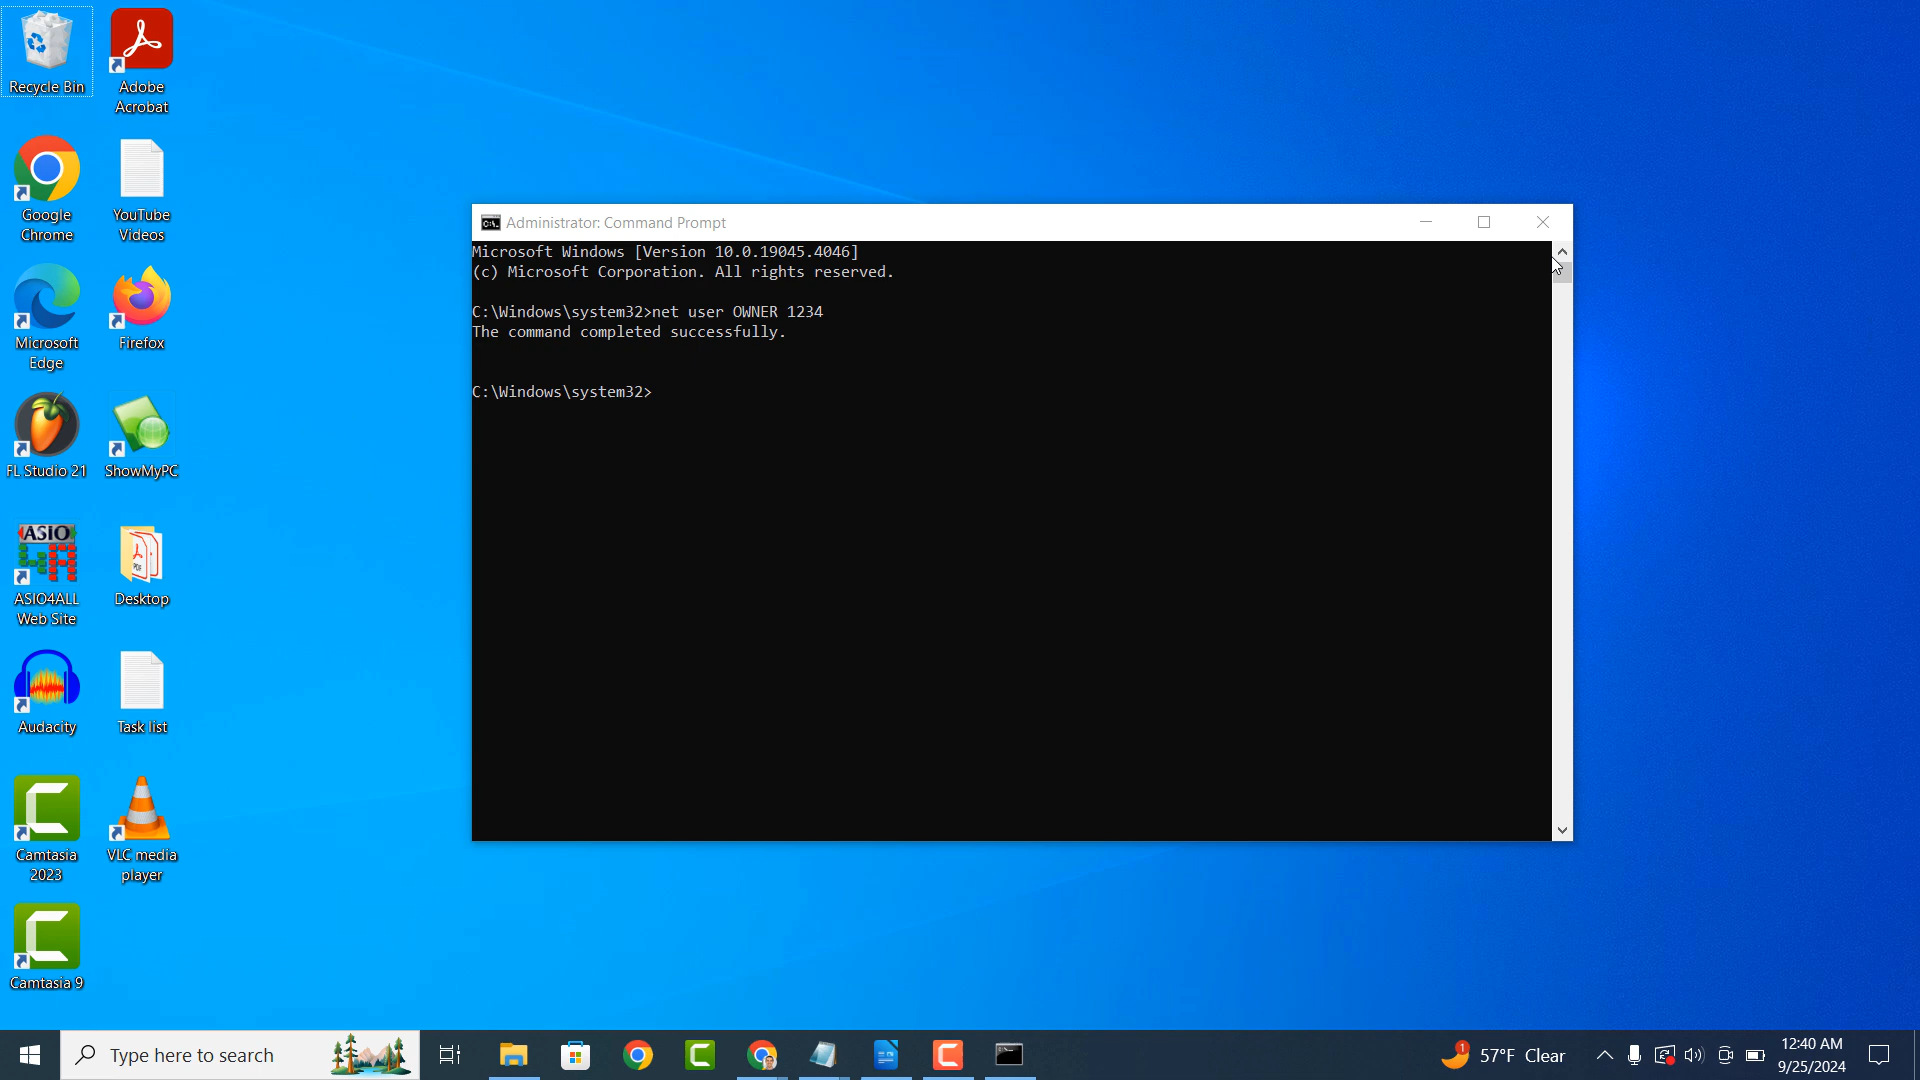 Recycle Bin
Adobe
Acrobat
Google
Chrome
YouTube
Videos
Microsoft
Edge
Firefox
FL Studio 21
ShowMyPC
ASIO
ASIO4ALL
Web Site
PDF
Desktop
Audacity
Task list
Camtasia
2023
VLC media
player
Camtasia 9
C:\.
Administrator: Command Prompt
Microsoft Windows [Version 10.0.19045.4046]
(c) Microsoft Corporation. All rights reserved.
C:\Windows\system32>net user OWNER 1234
The command completed successfully.
C:\Windows\system32>
Type here to search
1
57°F Clear
12:40 AM
9/25/2024